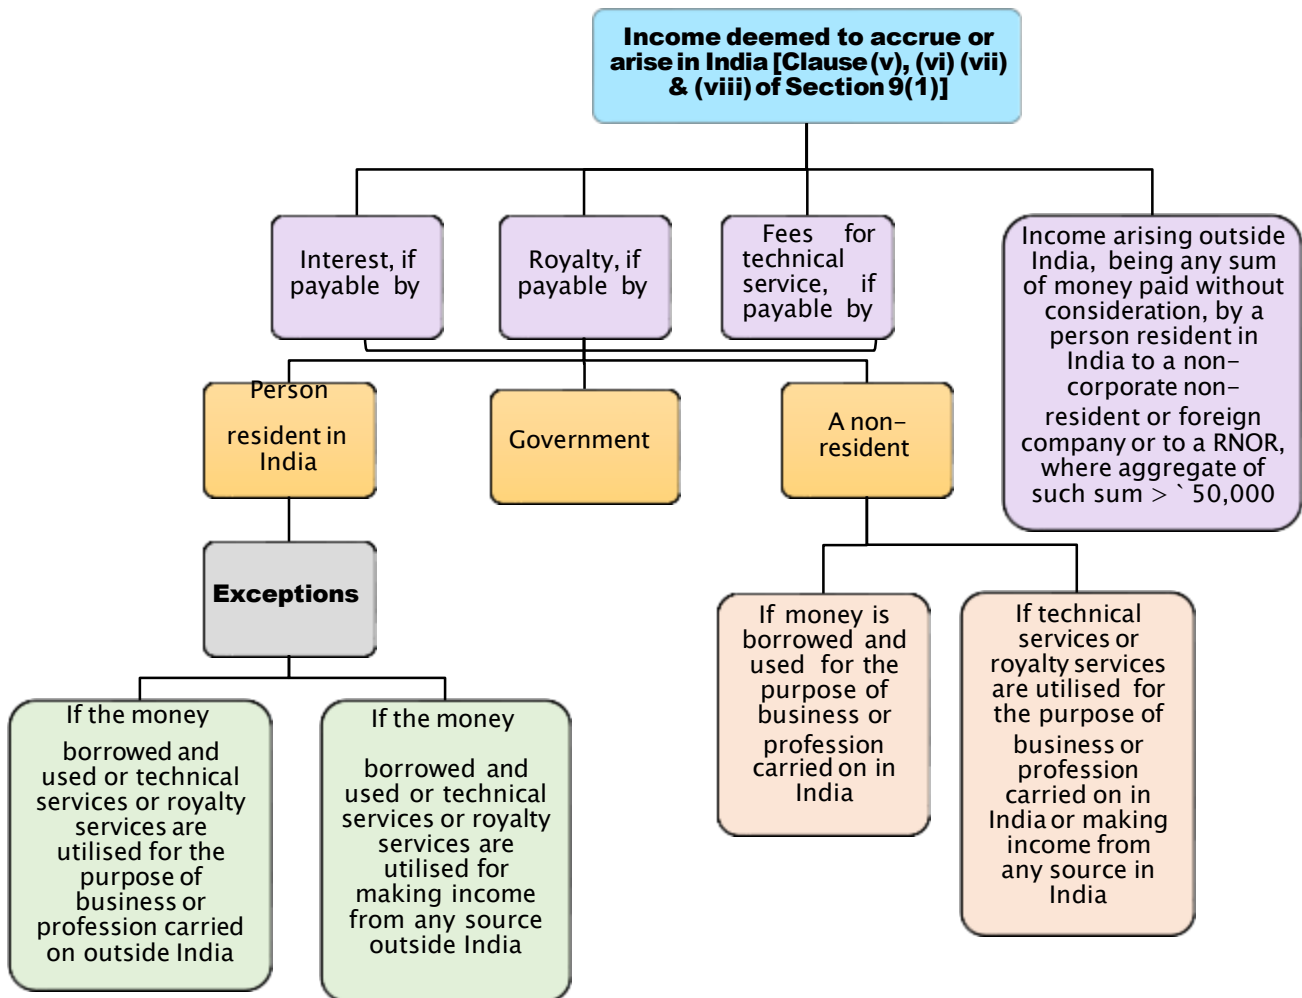 Income deemed to accrue or
arise in India [Clause (v), (vi) (vii)
& (viii) of Section 9(1)]
Interest, if
payable by
Royalty, if
payable by
Fees for
technical
service, if
payable by
Income arising outside
India, being any sum
of money paid without
consideration, by a
person resident in
India to a non-
corporate non-
resident or foreign
company or to a RNOR,
where aggregate of
such sum > ` 50,000
Person
resident in
India
Government
A non-
resident
Exceptions
If the money
borrowed and
used or technical
services or royalty
services are
utilised for the
purpose of
business or
profession carried
on outside India
If the money
borrowed and
used or technical
services or royalty
services are
utilised for
making income
from any source
outside India
If money is
borrowed and
used for the
purpose of
business or
profession
carried on in
India
If technical
services or
royalty services
are utilised for
the purpose of
business or
profession
carried on in
India or making
income from
any source in
India